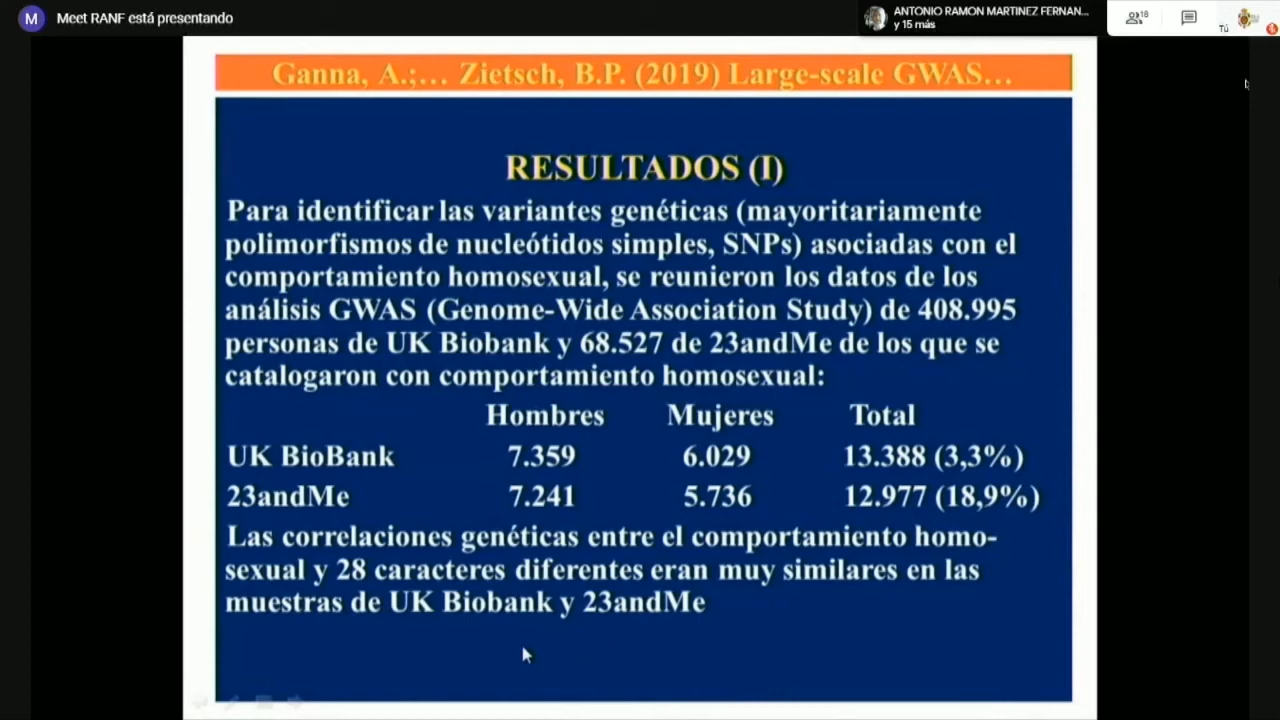 M Meet RANF está presentando
ANTONIO RAMON MARTINEZ FERNAN...
y 15 más
18
Tú
Ganna, A.;... Zietsch, B.P. (2019) Large-scale GWAS...
RESULTADOS (I)
Para identificar las variantes genéticas (mayoritariamente
polimorfismos de nucleótidos simples, SNPs) asociadas con el
comportamiento homosexual, se reunieron los datos de los
análisis GWAS (Genome-Wide Association Study) de 408.995
personas de UK Biobank y 68.527 de 23andMe de los que se
catalogaron con comportamiento homosexual:
Hombres Mujeres Total
UK BioBank 7.359 6.029 13.388 (3,3%)
23andMe 7.241 5.736 12.977 (18,9%)
Las correlaciones genéticas entre el comportamiento homo-
sexual y 28 caracteres diferentes eran muy similares en las
muestras de UK Biobank y 23andMe